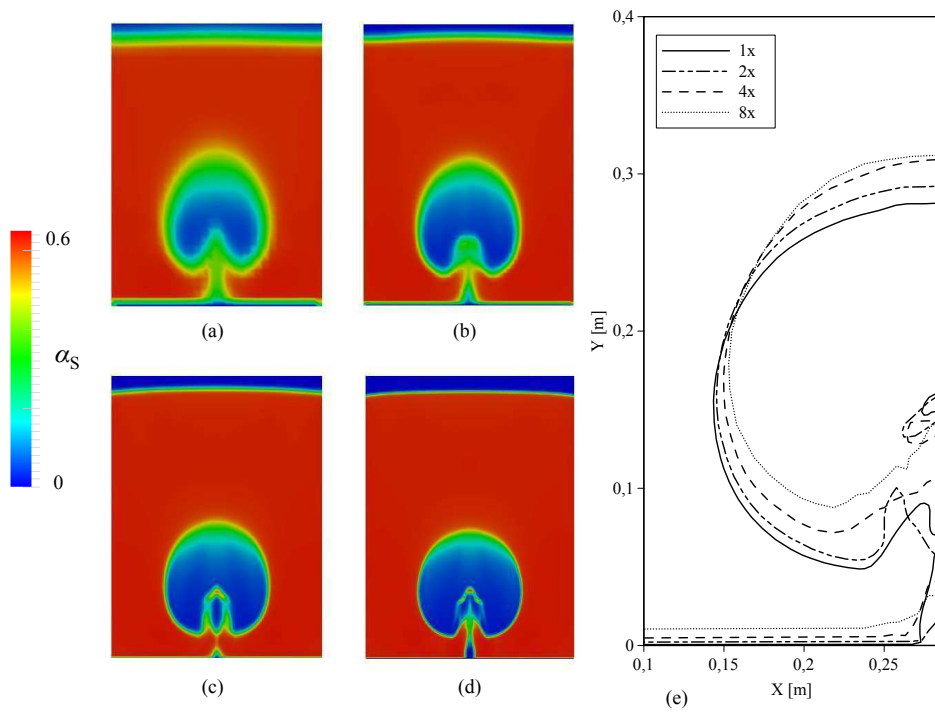 (a)
(b)
0.6
αS
0
(c)
(d)
0,4
1x
2x
4x
8x
0,3
Y [m]
0,2
0,1
0
0,1
0,15
0,2
0,25
X [m]
(e)